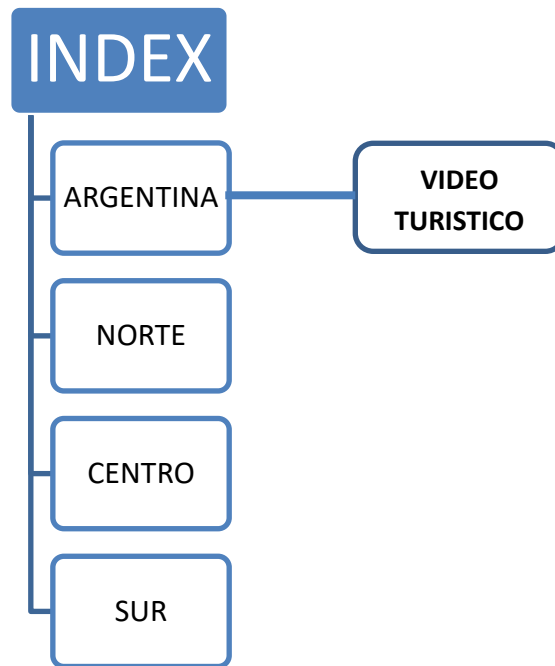 INDEX
ARGENTINA
VIDEO
TURISTICO
NORTE
CENTRO
SUR